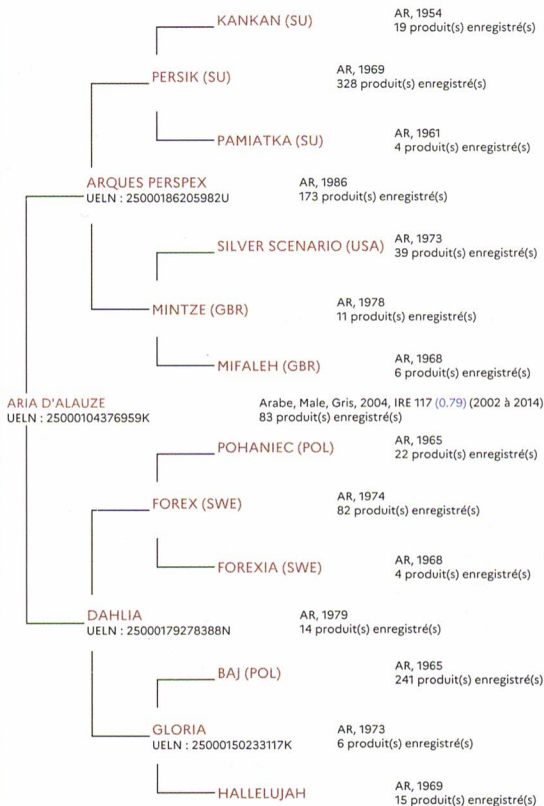 KANKAN (SU)
AR, 1954
19 produit(s) enregistré(s)
PERSIK (SU)
AR, 1969
328 produit(s) enregistré(s)
PAMIATKA (SU)
AR, 1961
4 produit(s) enregistré(s)
ARQUES PERSPEX
UELN : 25000186205982U
AR, 1986
173 produit(s) enregistré(s)
SILVER SCENARIO (USA)
AR, 1973
39 produit(s) enregistré(s)
MINTZE (GBR)
AR, 1978
11 produit(s) enregistré(s)
MIFALEH (GBR)
AR, 1968
6 produit(s) enregistré(s)
ARIA D'ALAUZE
UELN : 25000104376959K
Arabe, Male, Gris, 2004, IRE 117 (0.79) (2002 à 2014)
83 produit(s) enregistré(s)
POHANIEC (POL)
AR, 1965
22 produit(s) enregistré(s)
FOREX (SWE)
AR, 1974
82 produit(s) enregistré(s)
FOREXIA (SWE)
AR, 1968
4 produit(s) enregistré(s)
DAHLIA
UELN : 25000179278388N
AR, 1979
14 produit(s) enregistré(s)
BAJ (POL)
AR, 1965
241 produit(s) enregistré(s)
GLORIA
UELN : 25000150233117K
AR, 1973
6 produit(s) enregistré(s)
HALLELUJAH
AR, 1969
15 produit(s) enregistré(s)